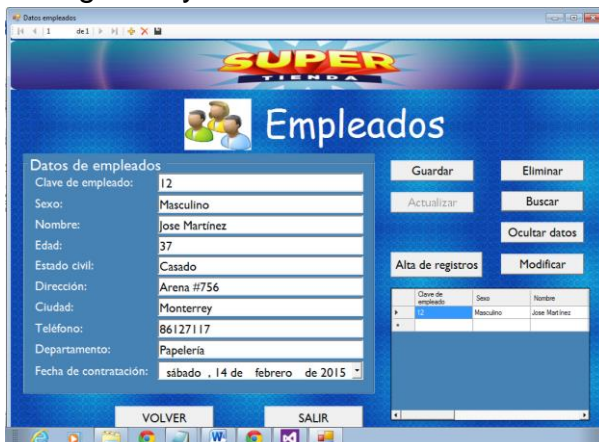 Datos empleados
1 de 1
SUPER
TIENDA
Empleados
Datos de empleados
Clave de empleado: 12
Sexo: Masculino
Nombre: Jose Martínez
Edad: 37
Estado civil: Casado
Dirección: Arena #756
Ciudad: Monterrey
Teléfono: 86127117
Departamento: Papelería
Fecha de contratación: sábado , 14 de febrero de 2015
Guardar Eliminar
Actualizar Buscar
Ocultar datos
Alta de registros Modificar
Clave de empleado Sexo Nombre
12 Masculino Jose Martínez
VOLVER SALIR